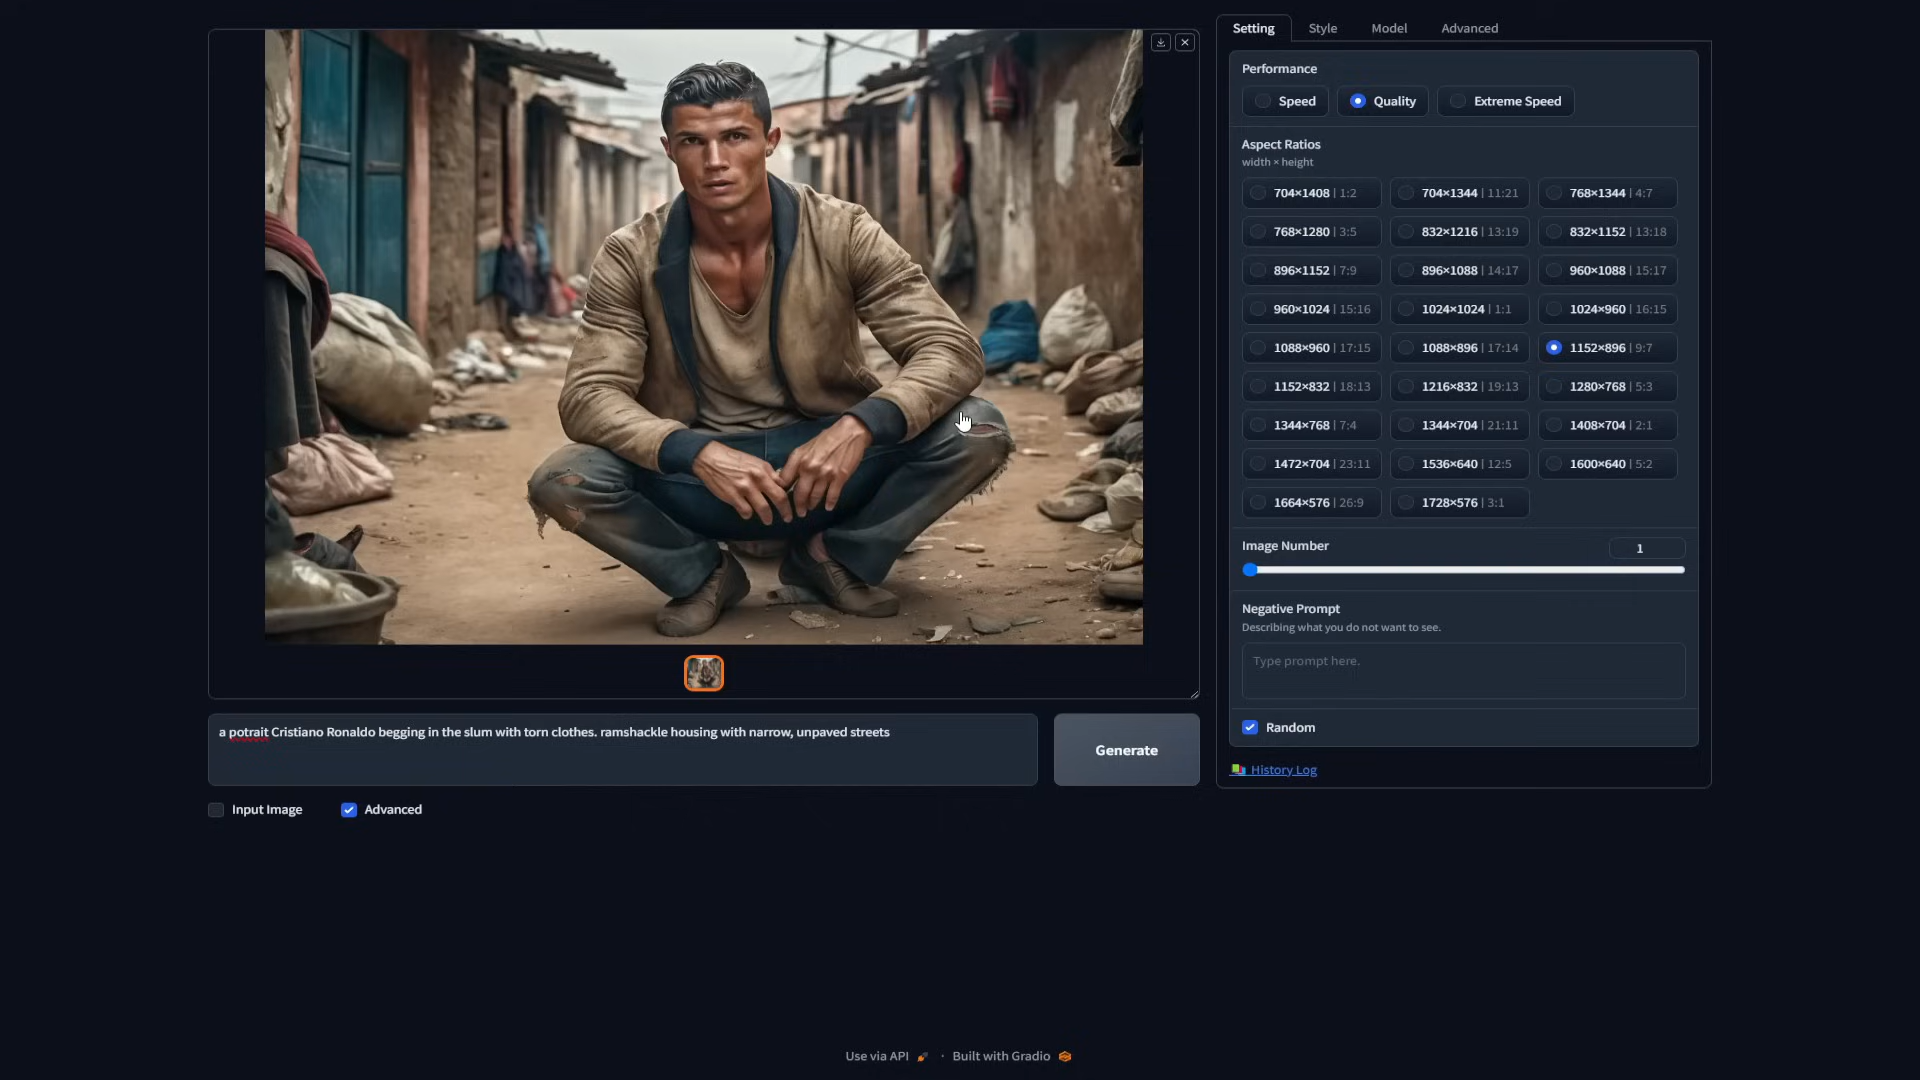 Setting Style Model Advanced
Performance
Speed Quality Extreme Speed
Aspect Ratios
width × height
704×1408 | 1:2 704×1344 | 11:21 768×1344 | 4:7
768×1280 | 3:5 832×1216 | 13:19 832×1152 | 13:18
896×1152 | 7:9 896×1088 | 14:17 960×1088 | 15:17
960×1024 | 15:16 1024×1024 | 1:1 1024×960 | 16:15
1088×960 | 17:15 1088×896 | 17:14 1152×896 | 9:7
1152×832 | 18:13 1216×832 | 19:13 1280×768 | 5:3
1344×768 | 7:4 1344×704 | 21:11 1408×704 | 2:1
1472×704 | 23:11 1536×640 | 12:5 1600×640 | 5:2
1664×576 | 26:9 1728×576 | 3:1
Image Number 1
Negative Prompt
Describing what you do not want to see.
Type prompt here.
Random
History Log
a potrait Cristiano Ronaldo begging in the slum with torn clothes. ramshackle housing with narrow, unpaved streets
Generate
Input Image Advanced
Use via API · Built with Gradio